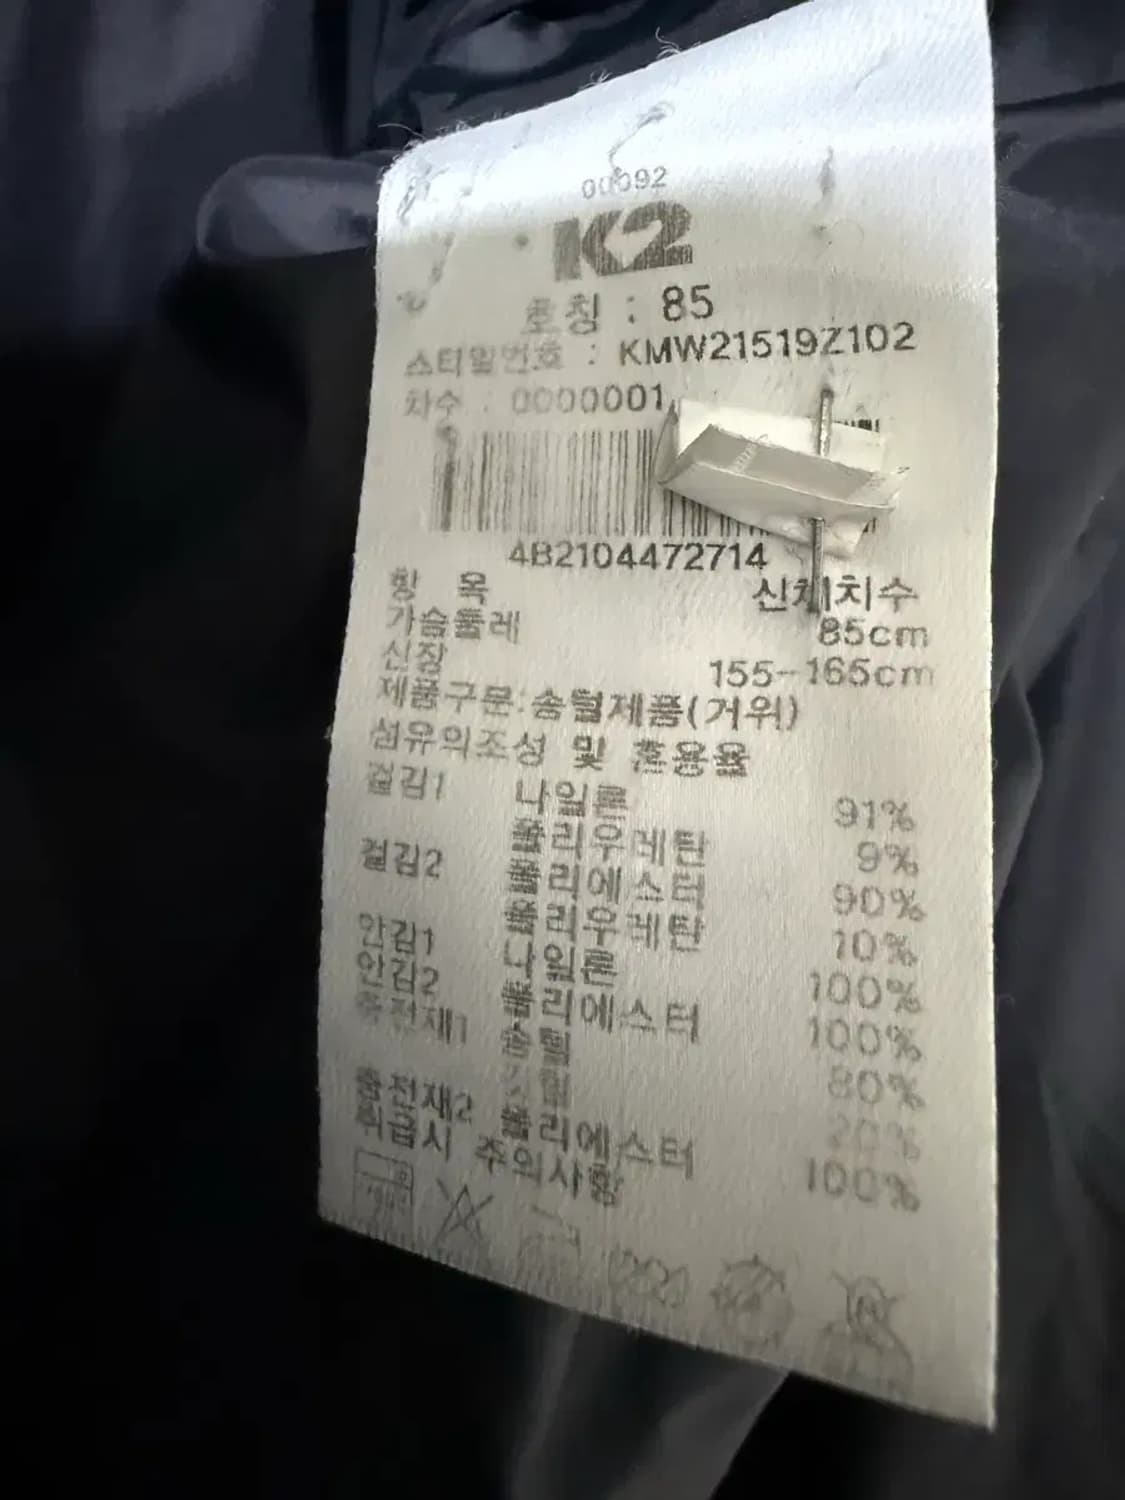 00092
K2
호칭 : 85
스타일번호 : KMW21519Z102
차수 : 0000001
4B2104472714
항 목 신체치수
가슴둘레 85cm
신장 155-165cm
제품구분:솜털제품(거위)
섬유의조성 및 혼용율
겉감1 나일론 91%
폴리우레탄 9%
겉감2 폴리에스터 90%
폴리우레탄 10%
안감1 나일론 100%
안감2 폴리에스터 100%
충전재1 솜털 80%
깃털 20%
충전재2 폴리에스터 100%
취급시 주의사항